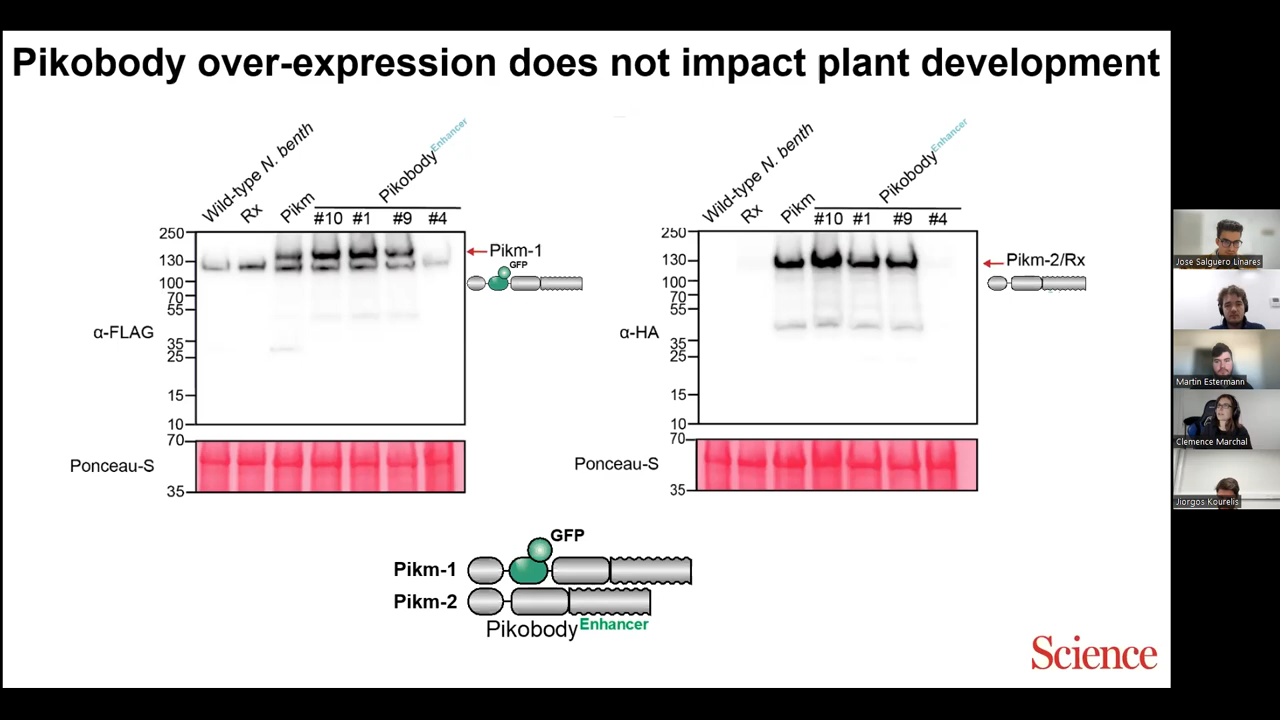 Pikobody over-expression does not impact plant development
Wild-type N. benth
Rx
Pikm
Pikobody Enhancer
#10 #1 #9 #4
250
130
100
70
55
35
25
15
10
α-FLAG
Pikm-1
GFP
70
35
Ponceau-S
Wild-type N. benth
Rx
Pikm
Pikobody Enhancer
#10 #1 #9 #4
250
130
100
70
55
35
25
15
10
α-HA
Pikm-2/Rx
70
35
Ponceau-S
GFP
Pikm-1
Pikm-2
Pikobody Enhancer
Science
Jose Salguero Linares
Martin Estermann
Clemence Marchal
Jiorgos Kourelis